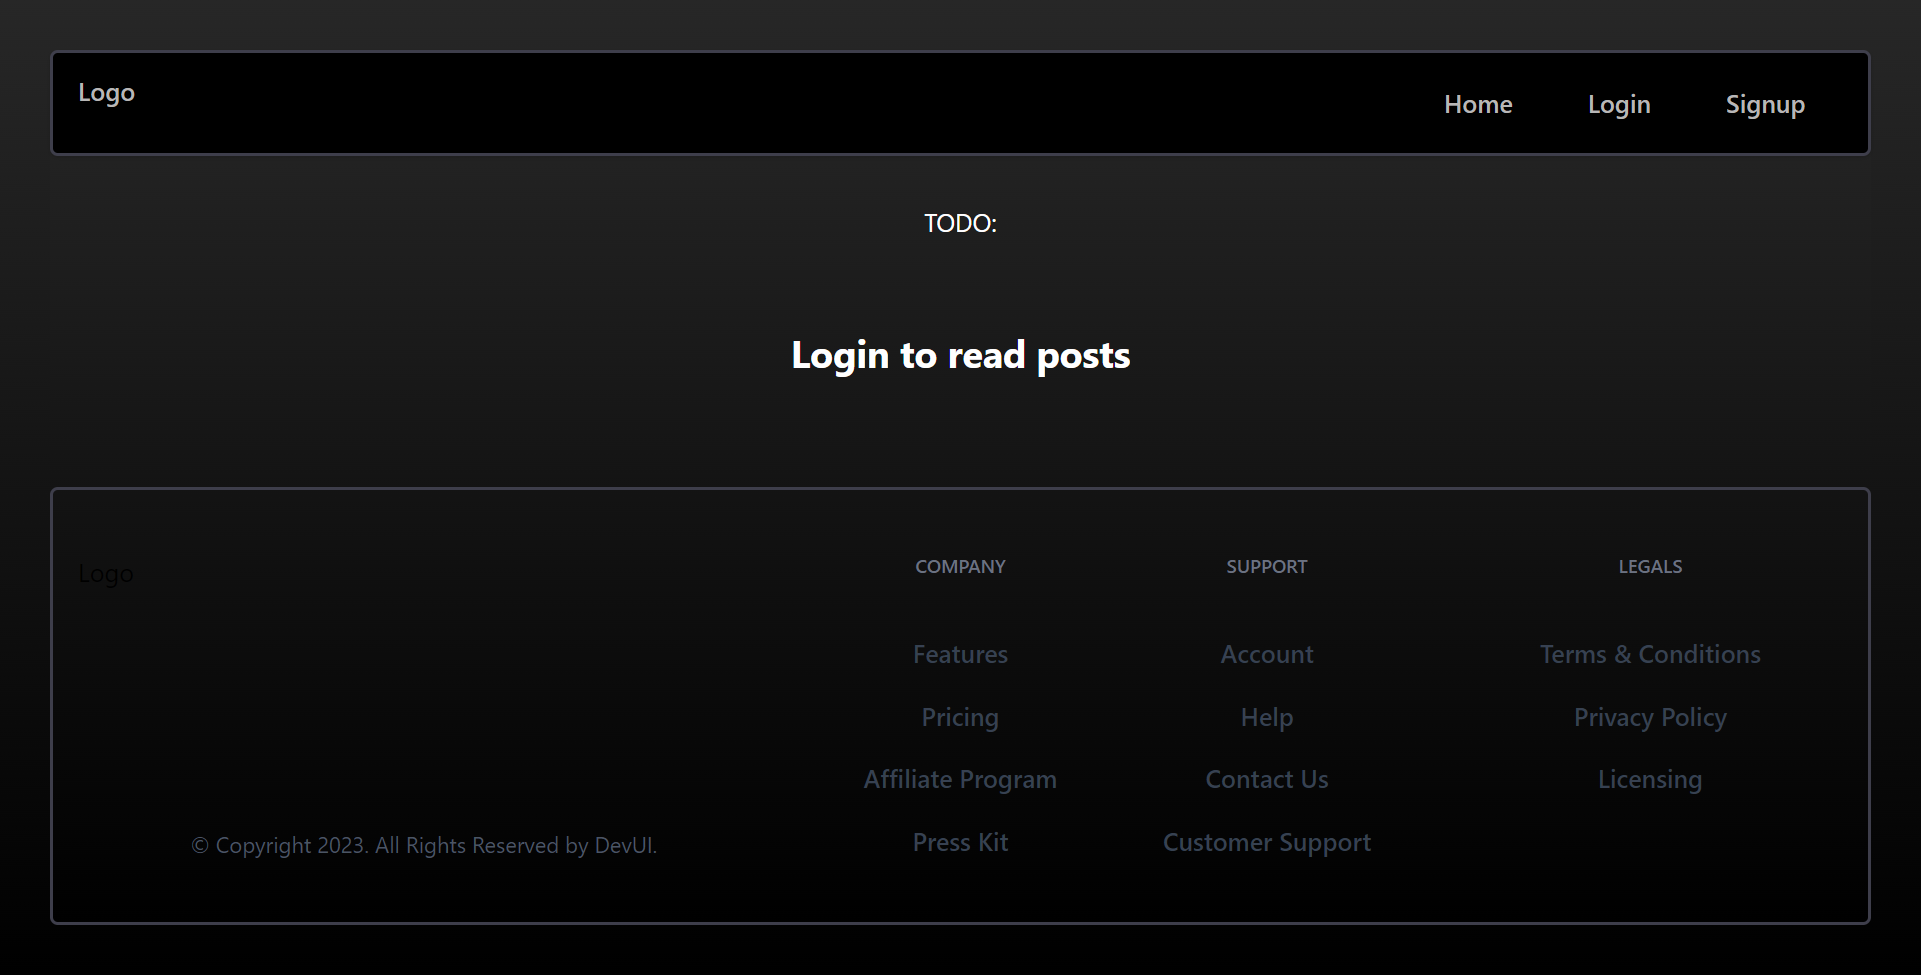 Logo
Home Login Signup
TODO:
Login to read posts
Logo
© Copyright 2023. All Rights Reserved by DevUI.
COMPANY
Features
Pricing
Affiliate Program
Press Kit
SUPPORT
Account
Help
Contact Us
Customer Support
LEGALS
Terms & Conditions
Privacy Policy
Licensing